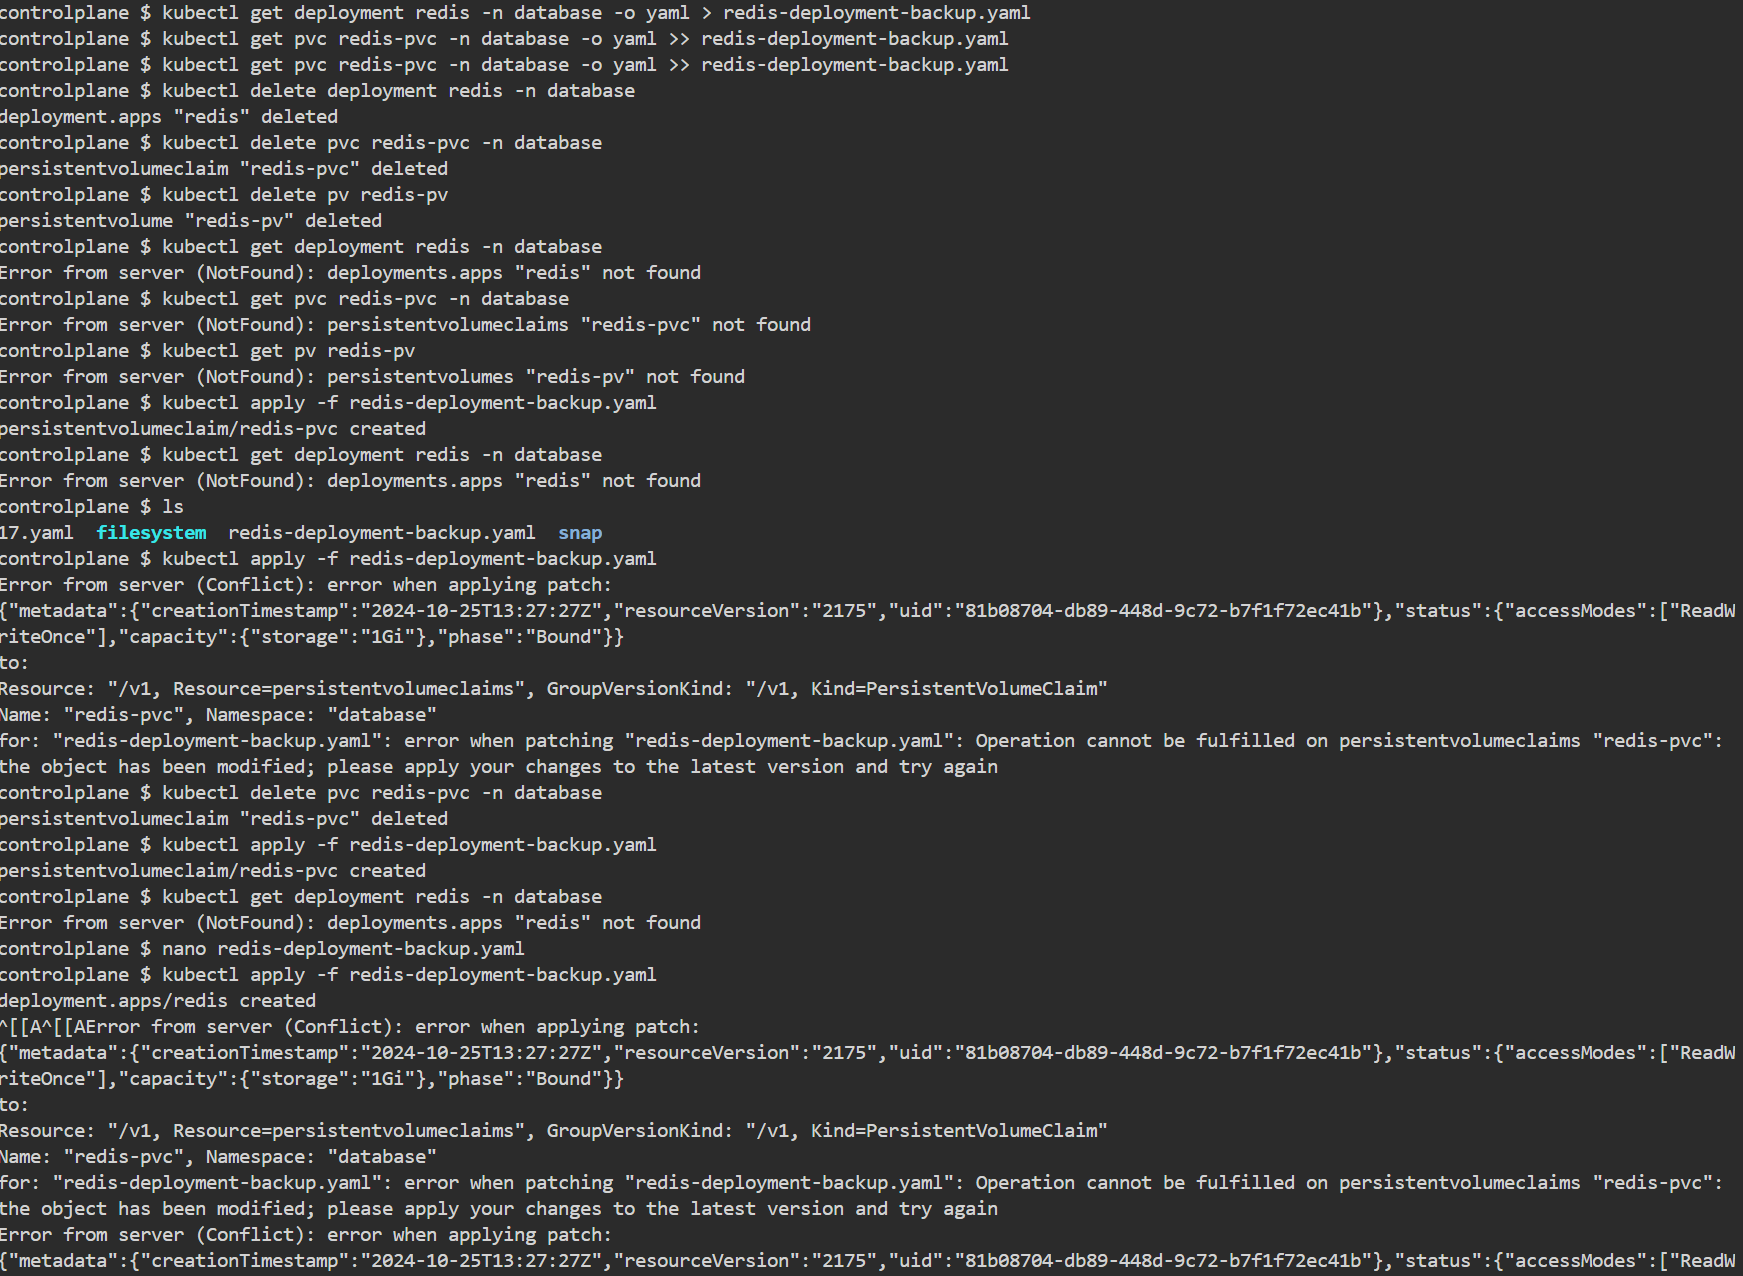 controlplane $ kubectl get deployment redis -n database -o yaml > redis-deployment-backup.yaml
controlplane $ kubectl get pvc redis-pvc -n database -o yaml >> redis-deployment-backup.yaml
controlplane $ kubectl get pvc redis-pvc -n database -o yaml >> redis-deployment-backup.yaml
controlplane $ kubectl delete deployment redis -n database
deployment.apps "redis" deleted
controlplane $ kubectl delete pvc redis-pvc -n database
persistentvolumeclaim "redis-pvc" deleted
controlplane $ kubectl delete pv redis-pv
persistentvolume "redis-pv" deleted
controlplane $ kubectl get deployment redis -n database
Error from server (NotFound): deployments.apps "redis" not found
controlplane $ kubectl get pvc redis-pvc -n database
Error from server (NotFound): persistentvolumeclaims "redis-pvc" not found
controlplane $ kubectl get pv redis-pv
Error from server (NotFound): persistentvolumes "redis-pv" not found
controlplane $ kubectl apply -f redis-deployment-backup.yaml
persistentvolumeclaim/redis-pvc created
controlplane $ kubectl get deployment redis -n database
Error from server (NotFound): deployments.apps "redis" not found
controlplane $ ls
17.yaml  filesystem  redis-deployment-backup.yaml  snap
controlplane $ kubectl apply -f redis-deployment-backup.yaml
Error from server (Conflict): error when applying patch:
{"metadata":{"creationTimestamp":"2024-10-25T13:27:27Z","resourceVersion":"2175","uid":"81b08704-db89-448d-9c72-b7f1f72ec41b"},"status":{"accessModes":["ReadW
riteOnce"],"capacity":{"storage":"1Gi"},"phase":"Bound"}}
to:
Resource: "/v1, Resource=persistentvolumeclaims", GroupVersionKind: "/v1, Kind=PersistentVolumeClaim"
Name: "redis-pvc", Namespace: "database"
for: "redis-deployment-backup.yaml": error when patching "redis-deployment-backup.yaml": Operation cannot be fulfilled on persistentvolumeclaims "redis-pvc":
the object has been modified; please apply your changes to the latest version and try again
controlplane $ kubectl delete pvc redis-pvc -n database
persistentvolumeclaim "redis-pvc" deleted
controlplane $ kubectl apply -f redis-deployment-backup.yaml
persistentvolumeclaim/redis-pvc created
controlplane $ kubectl get deployment redis -n database
Error from server (NotFound): deployments.apps "redis" not found
controlplane $ nano redis-deployment-backup.yaml
controlplane $ kubectl apply -f redis-deployment-backup.yaml
deployment.apps/redis created
^[[A^[[AError from server (Conflict): error when applying patch:
{"metadata":{"creationTimestamp":"2024-10-25T13:27:27Z","resourceVersion":"2175","uid":"81b08704-db89-448d-9c72-b7f1f72ec41b"},"status":{"accessModes":["ReadW
riteOnce"],"capacity":{"storage":"1Gi"},"phase":"Bound"}}
to:
Resource: "/v1, Resource=persistentvolumeclaims", GroupVersionKind: "/v1, Kind=PersistentVolumeClaim"
Name: "redis-pvc", Namespace: "database"
for: "redis-deployment-backup.yaml": error when patching "redis-deployment-backup.yaml": Operation cannot be fulfilled on persistentvolumeclaims "redis-pvc":
the object has been modified; please apply your changes to the latest version and try again
Error from server (Conflict): error when applying patch:
{"metadata":{"creationTimestamp":"2024-10-25T13:27:27Z","resourceVersion":"2175","uid":"81b08704-db89-448d-9c72-b7f1f72ec41b"},"status":{"accessModes":["ReadW